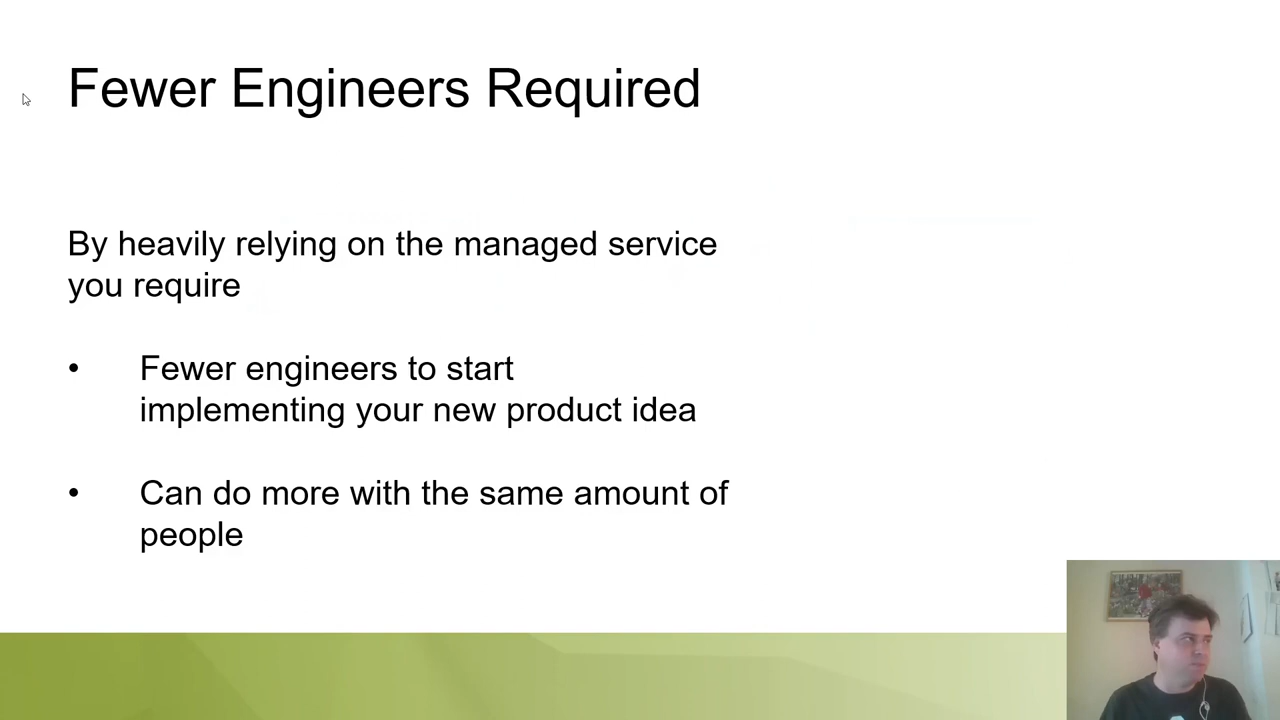 Fewer Engineers Required
By heavily relying on the managed service
you require
• Fewer engineers to start
implementing your new product idea
• Can do more with the same amount of
people